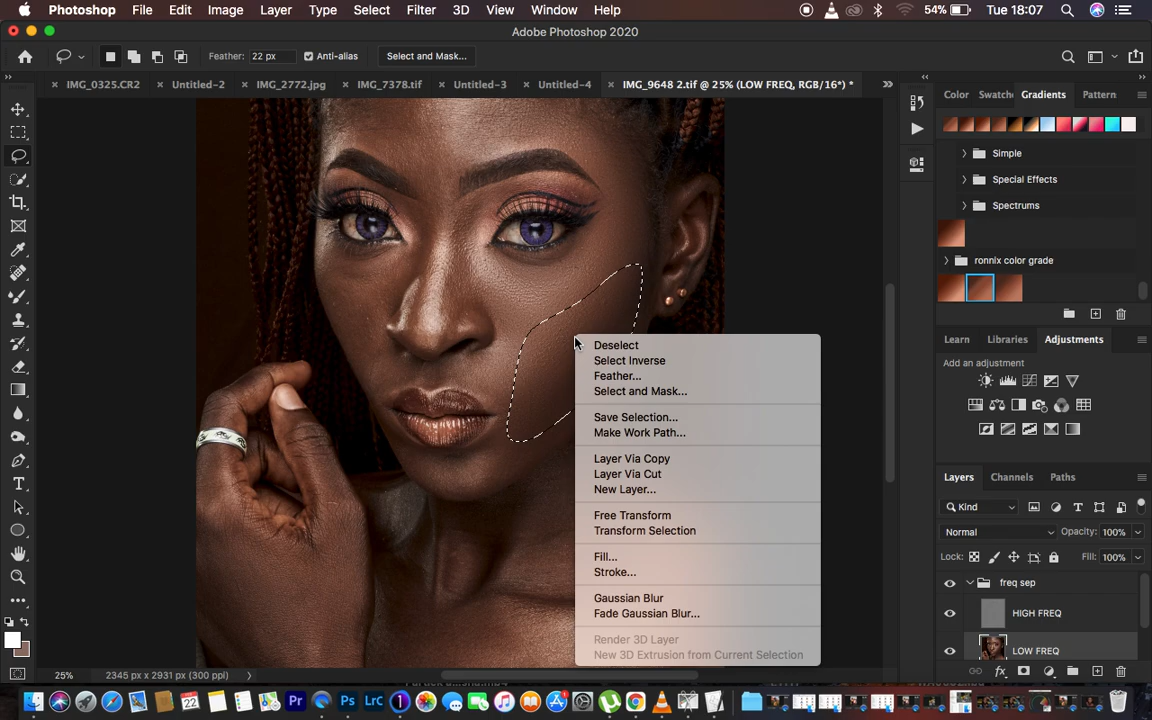 Photoshop File Edit Image Layer Type Select Filter 3D View Window Help 54% Tue 18:07
Adobe Photoshop 2020
Feather: 22 px Anti-alias Select and Mask...
IMG_0325.CR2 Untitled-2 IMG_2772.jpg IMG_7378.tif Untitled-3 Untitled-4 IMG_9648 2.tif @ 25% (LOW FREQ, RGB/16*) *
Color Swatche Gradients Pattern
Simple
Special Effects
Spectrums
ronnix color grade
Learn Libraries Adjustments
Add an adjustment
Deselect
Select Inverse
Feather...
Select and Mask...
Save Selection...
Make Work Path...
Layer Via Copy
Layer Via Cut
New Layer...
Free Transform
Transform Selection
Fill...
Stroke...
Gaussian Blur
Fade Gaussian Blur...
Render 3D Layer
New 3D Extrusion from Current Selection
Layers Channels Paths
Kind
Normal Opacity: 100%
Lock: Fill: 100%
freq sep
HIGH FREQ
LOW FREQ
25% 2345 px x 2931 px (300 ppi)
22 Pr Ps LrC